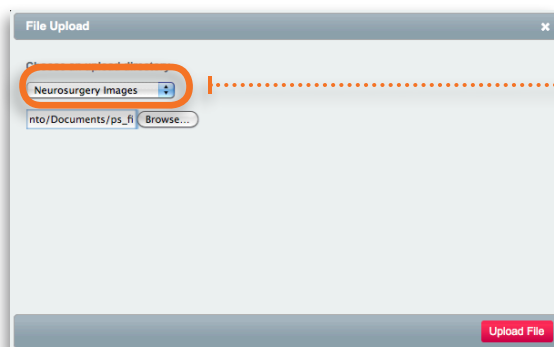 File Upload
Neurosurgery Images
nto/Documents/ps_fi Browse...
Upload File